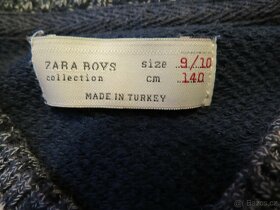 ZARA BOYS size 9/10
collection cm 140
MADE IN TURKEY
Bazos.cz